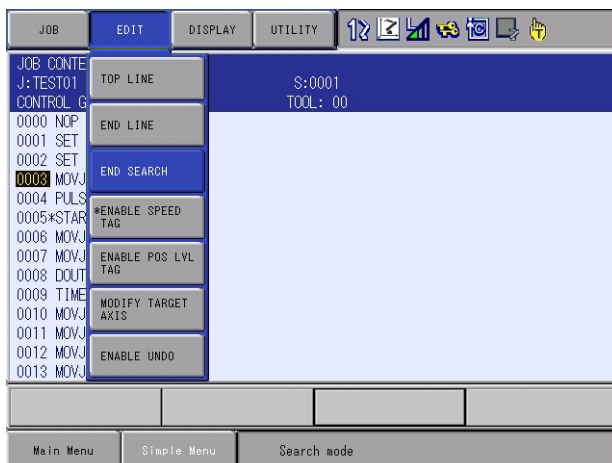 JOB EDIT DISPLAY UTILITY
JOB CONTE
J:TEST01 S:0001
CONTROL G TOOL: 00
0000 NOP
0001 SET
0002 SET
0003 MOVJ
0004 PULS
0005*STAR
0006 MOVJ
0007 MOVJ
0008 DOUT
0009 TIME
0010 MOVJ
0011 MOVJ
0012 MOVJ
0013 MOVJ
TOP LINE
END LINE
END SEARCH
*ENABLE SPEED
TAG
ENABLE POS LVL
TAG
MODIFY TARGET
AXIS
ENABLE UNDO
Main Menu Simple Menu Search mode